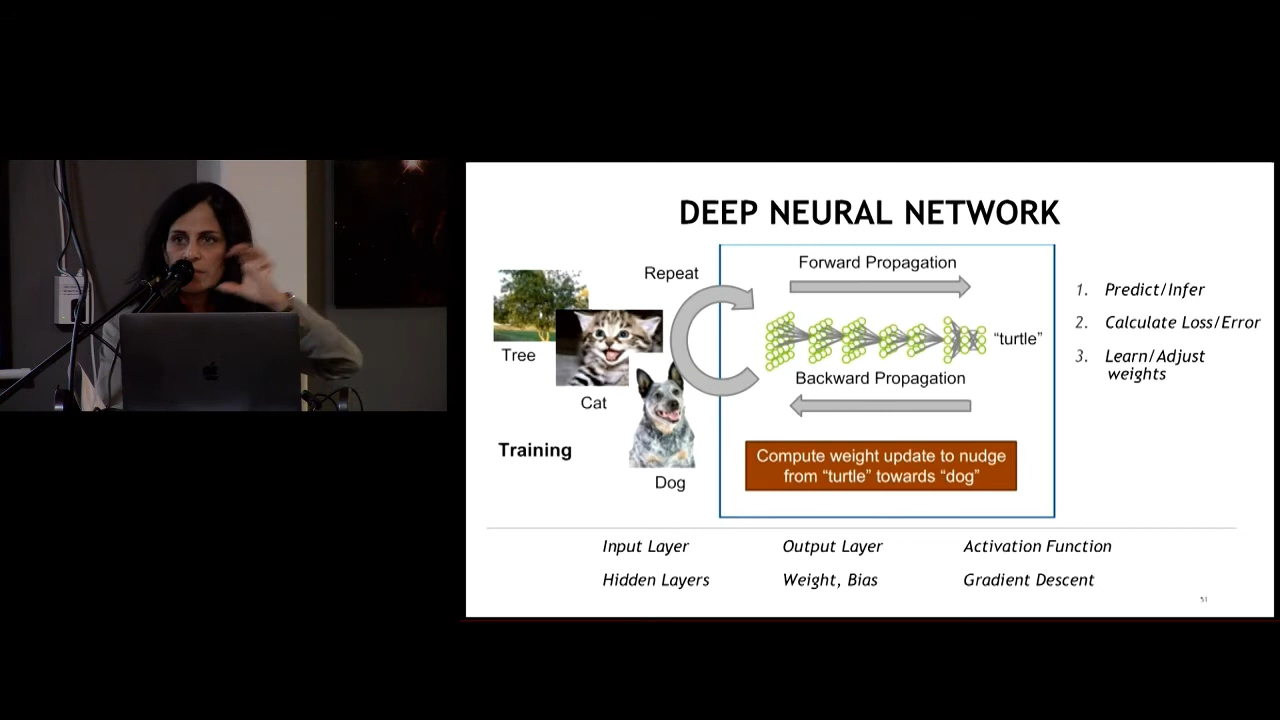 DEEP NEURAL NETWORK
Repeat
Forward Propagation
"turtle"
Backward Propagation
Tree
Cat
Dog
Training
Compute weight update to nudge
from "turtle" towards "dog"
1. Predict/Infer
2. Calculate Loss/Error
3. Learn/Adjust
weights
Input Layer
Output Layer
Activation Function
Hidden Layers
Weight, Bias
Gradient Descent
51